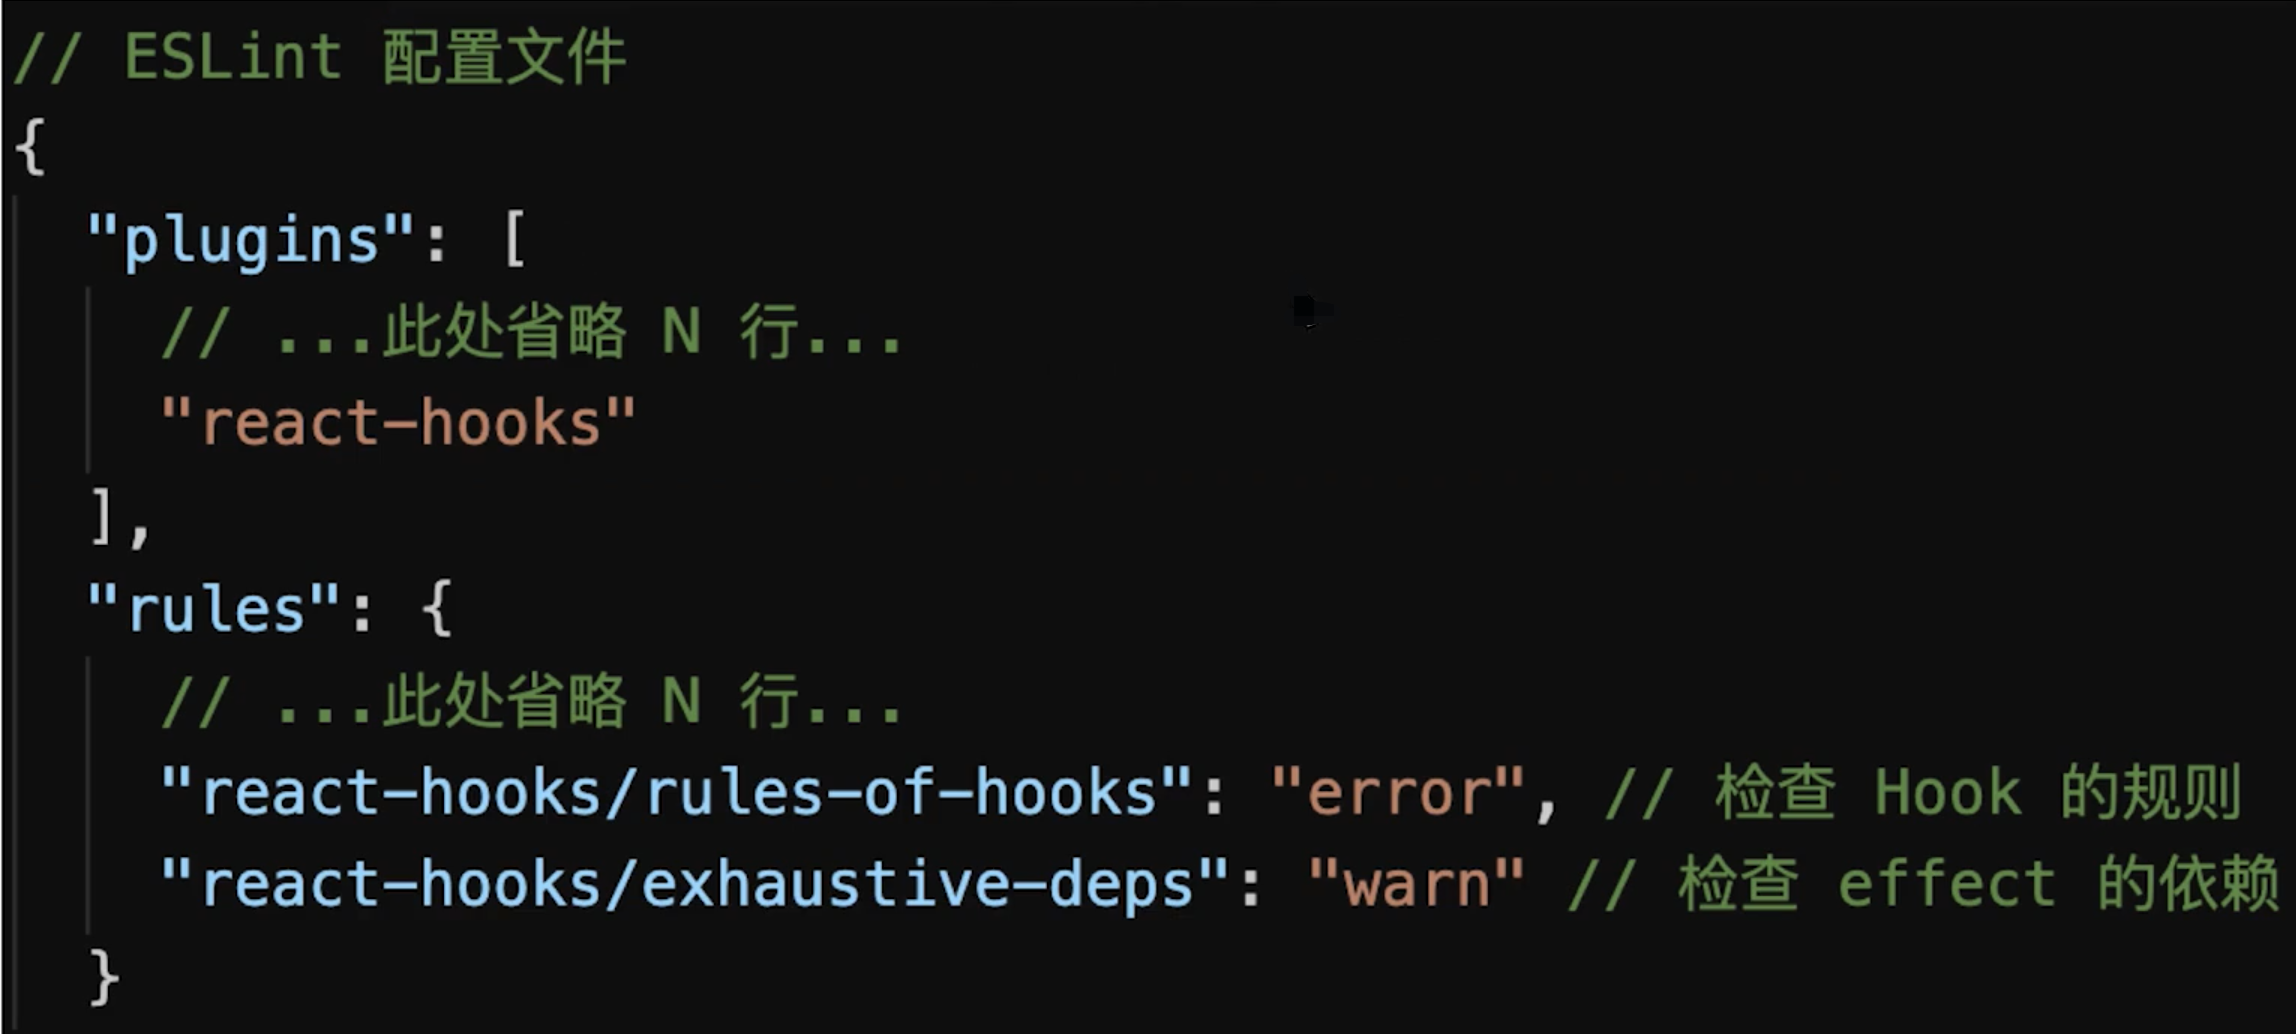 // ESLint 配置文件
{
"plugins": [
// ...此处省略 N 行...
"react-hooks"
],
"rules": {
// ...此处省略 N 行...
"react-hooks/rules-of-hooks": "error", // 检查 Hook 的规则
"react-hooks/exhaustive-deps": "warn" // 检查 effect 的依赖
}